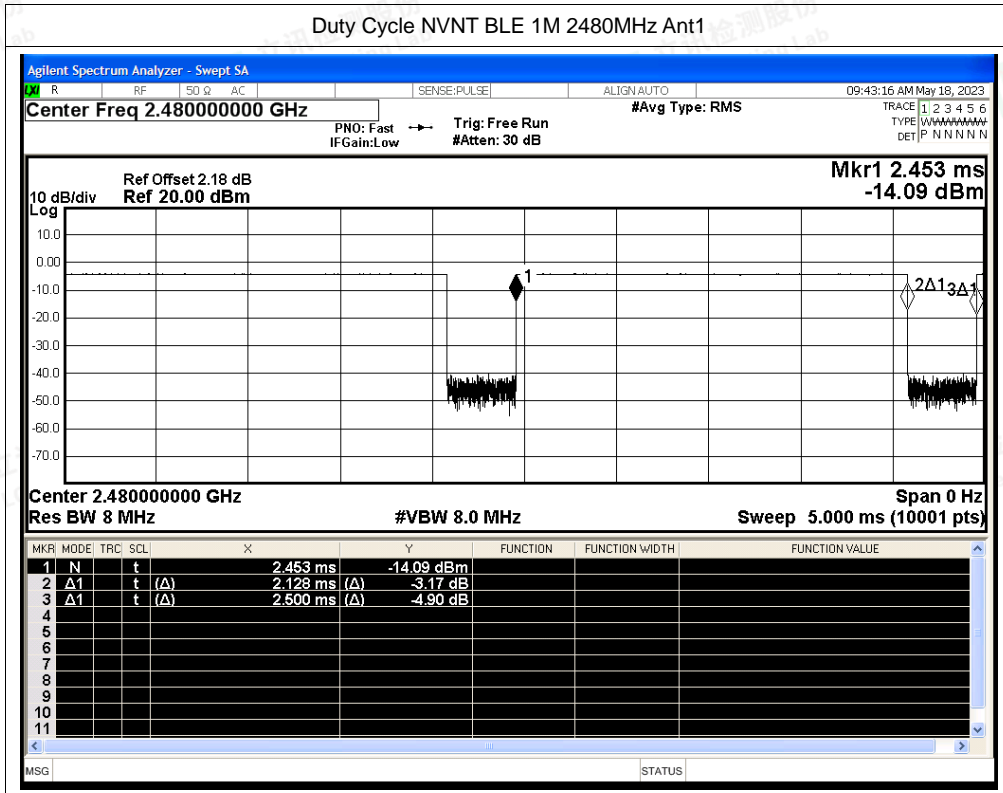 Duty Cycle NVNT BLE 1M 2480MHz Ant1
Agilent Spectrum Analyzer - Swept SA
LXI R RF 50 Ω AC SENSE:PULSE ALIGN AUTO 09:43:16 AM May 18, 2023
Center Freq 2.480000000 GHz #Avg Type: RMS TRACE 1 2 3 4 5 6
PNO: Fast Trig: Free Run TYPE WWWWWW
IFGain:Low #Atten: 30 dB DET P N N N N N
Mkr1 2.453 ms
Ref Offset 2.18 dB
10 dB/div Ref 20.00 dBm -14.09 dBm
Log
10.0
0.00
-10.0
-20.0
-30.0
-40.0
-50.0
-60.0
-70.0
1
2Δ1 3Δ1
Center 2.480000000 GHz Span 0 Hz
Res BW 8 MHz #VBW 8.0 MHz Sweep 5.000 ms (10001 pts)
MKR MODE TRC SCL X Y FUNCTION FUNCTION WIDTH FUNCTION VALUE
1 N t 2.453 ms -14.09 dBm
2 Δ1 t (Δ) 2.128 ms (Δ) -3.17 dB
3 Δ1 t (Δ) 2.500 ms (Δ) -4.90 dB
4
5
6
7
8
9
10
11
MSG STATUS